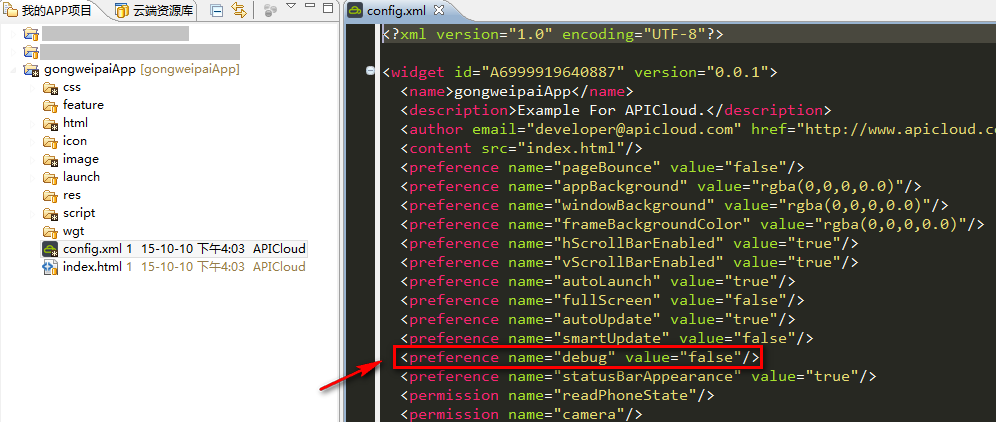 我的APP项目
云端资源库
gongweipaiApp [gongweipaiApp]
css
feature
html
icon
image
launch
res
script
wgt
config.xml 1 15-10-10 下午4:03 APICloud
index.html 1 15-10-10 下午4:03 APICloud
config.xml
<?xml version="1.0" encoding="UTF-8"?>
<widget id="A6999919640887" version="0.0.1">
<name>gongweipaiApp</name>
<description>Example For APICloud.</description>
<author email="developer@apicloud.com" href="http://www.apicloud.c
<content src="index.html"/>
<preference name="pageBounce" value="false"/>
<preference name="appBackground" value="rgba(0,0,0,0.0)"/>
<preference name="windowBackground" value="rgba(0,0,0,0.0)"/>
<preference name="frameBackgroundColor" value="rgba(0,0,0,0.0)"/>
<preference name="hScrollBarEnabled" value="true"/>
<preference name="vScrollBarEnabled" value="true"/>
<preference name="autoLaunch" value="true"/>
<preference name="fullScreen" value="false"/>
<preference name="autoUpdate" value="true"/>
<preference name="smartUpdate" value="false"/>
<preference name="debug" value="false"/>
<preference name="statusBarAppearance" value="true"/>
<permission name="readPhoneState"/>
<permission name="camera"/>